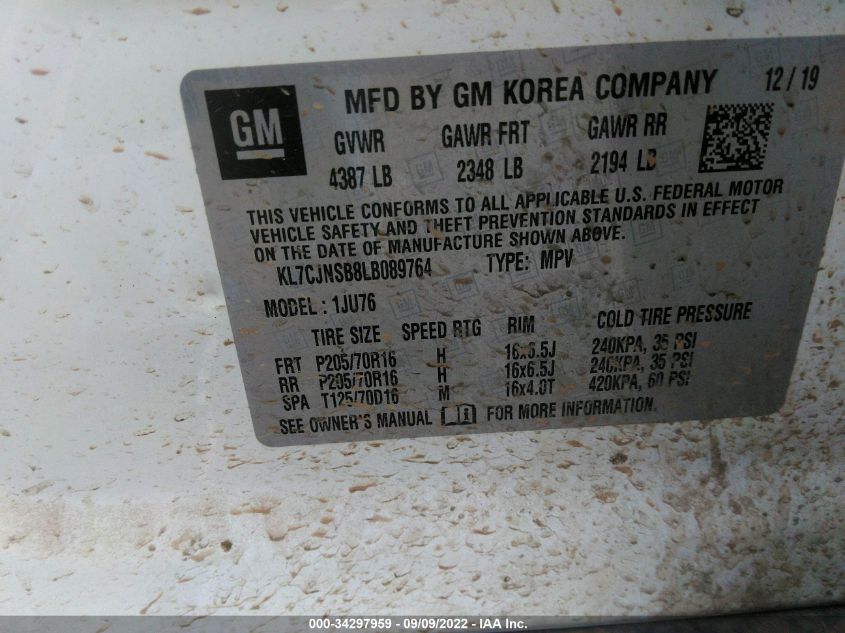 GM
MFD BY GM KOREA COMPANY 12/19
GVWR GAWR FRT GAWR RR
4387 LB 2348 LB 2194 LB
THIS VEHICLE CONFORMS TO ALL APPLICABLE U.S. FEDERAL MOTOR
VEHICLE SAFETY AND THEFT PREVENTION STANDARDS IN EFFECT
ON THE DATE OF MANUFACTURE SHOWN ABOVE.
KL7CJNSB8LB089764 TYPE: MPV
MODEL : 1JU76
TIRE SIZE SPEED RTG RIM COLD TIRE PRESSURE
FRT P205/70R16 H 16x6.5J 240KPA, 35 PSI
RR P205/70R16 H 16x6.5J 240KPA, 35 PSI
SPA T125/70D16 M 16x4.0T 420KPA, 60 PSI
SEE OWNER'S MANUAL FOR MORE INFORMATION.
000-34297959 - 09/09/2022 - IAA Inc.